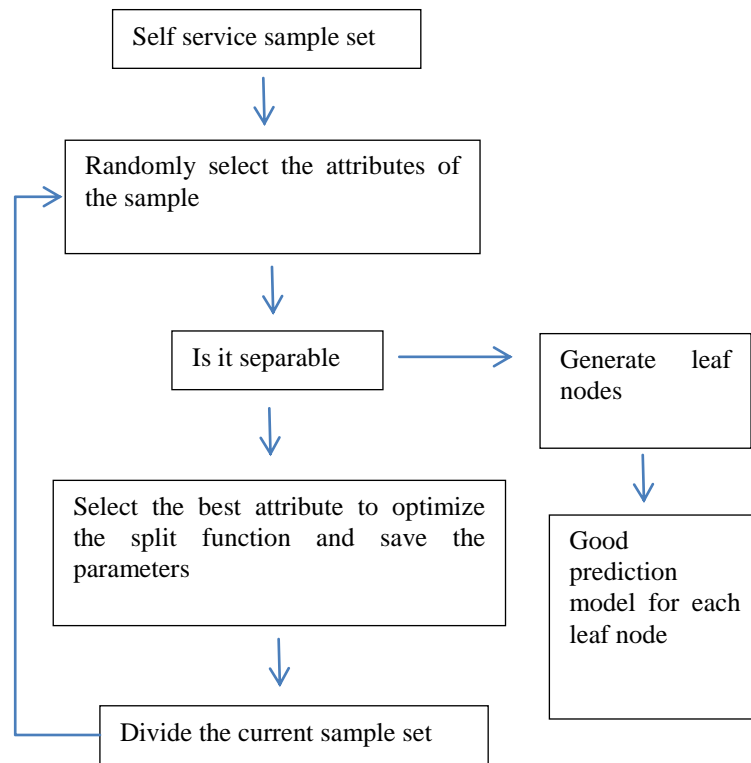 Self service sample set
Randomly select the attributes of
the sample
Is it separable
Generate leaf
nodes
Select the best attribute to optimize
the split function and save the
parameters
Good
prediction
model for each
leaf node
Divide the current sample set